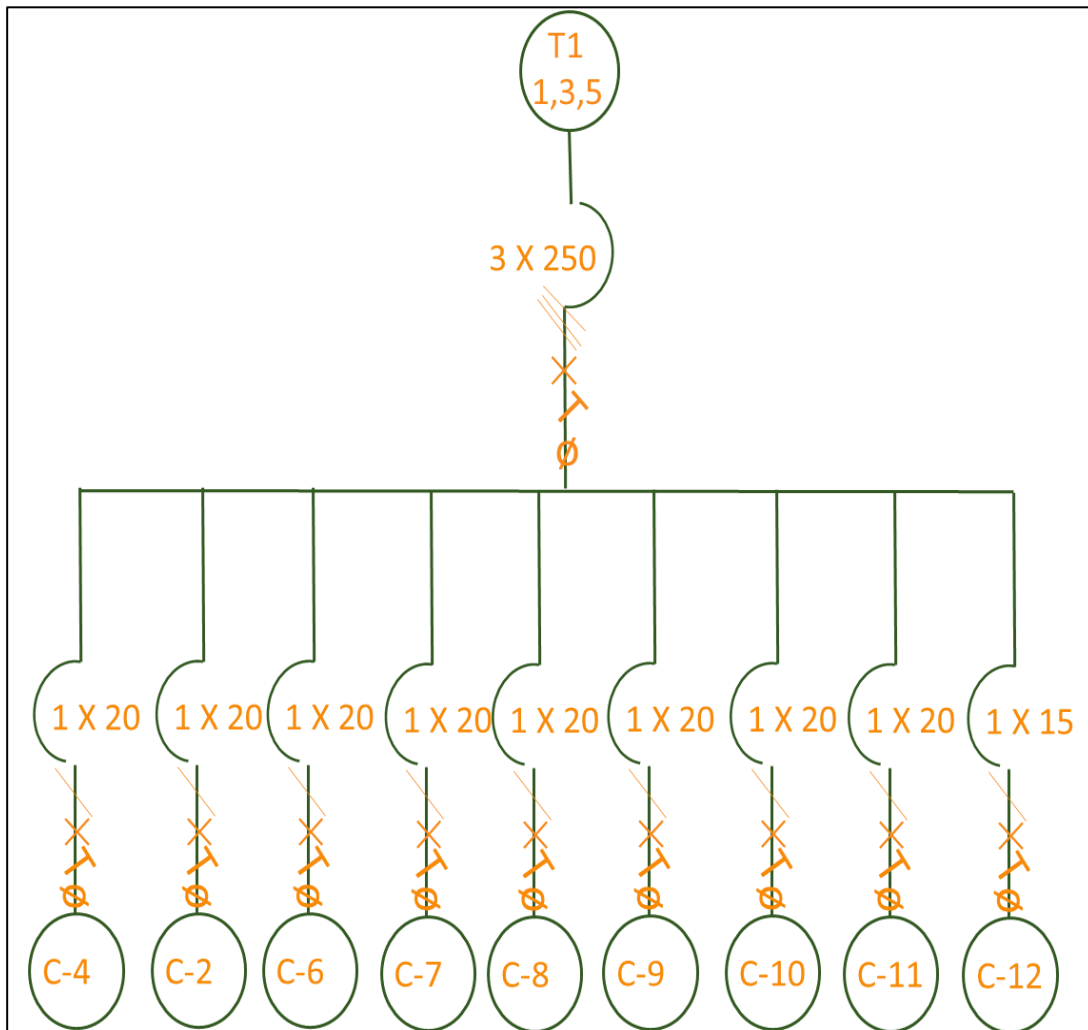 T1
1,3,5
3 X 250
X
T
Ø
1 X 20 1 X 20 1 X 20 1 X 20 1 X 20 1 X 20 1 X 20 1 X 20 1 X 15
X X X X X X X X X
T T T T T T T T T
Ø Ø Ø Ø Ø Ø Ø Ø Ø
C-4 C-2 C-6 C-7 C-8 C-9 C-10 C-11 C-12